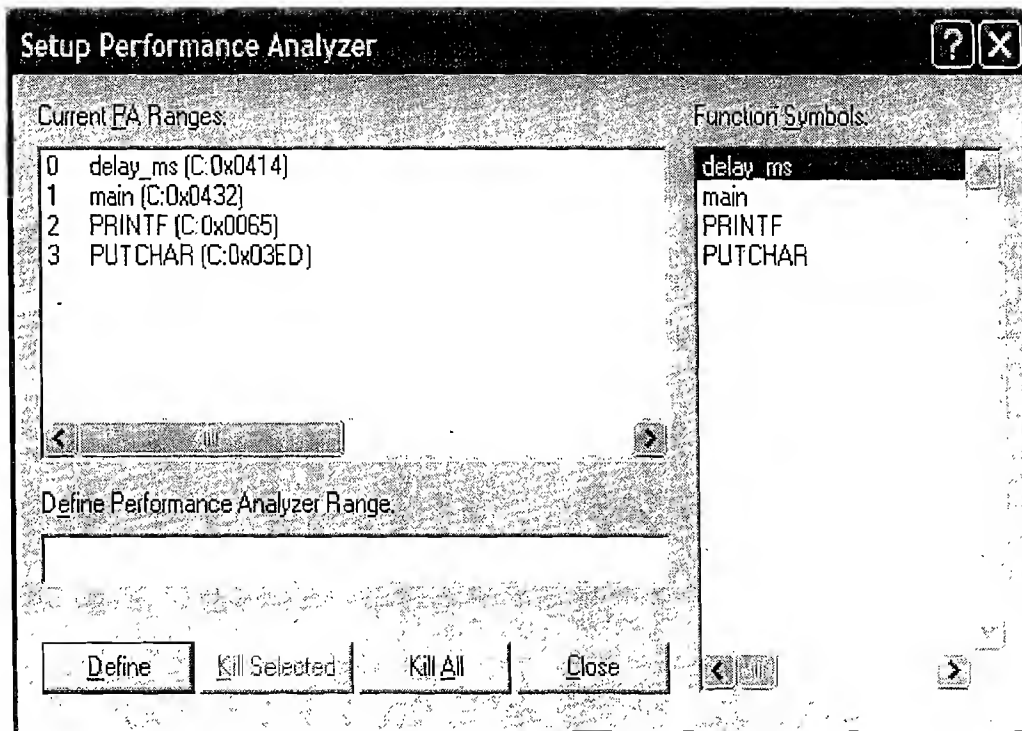 Setup Performance Analyzer
Current PA Ranges:
0 delay_ms (C:0x0414)
1 main (C:0x0432)
2 PRINTF (C:0x0065)
3 PUTCHAR (C:0x03ED)
Define Performance Analyzer Range:
Define Kill Selected Kill All Close
Function Symbols:
delay_ms
main
PRINTF
PUTCHAR